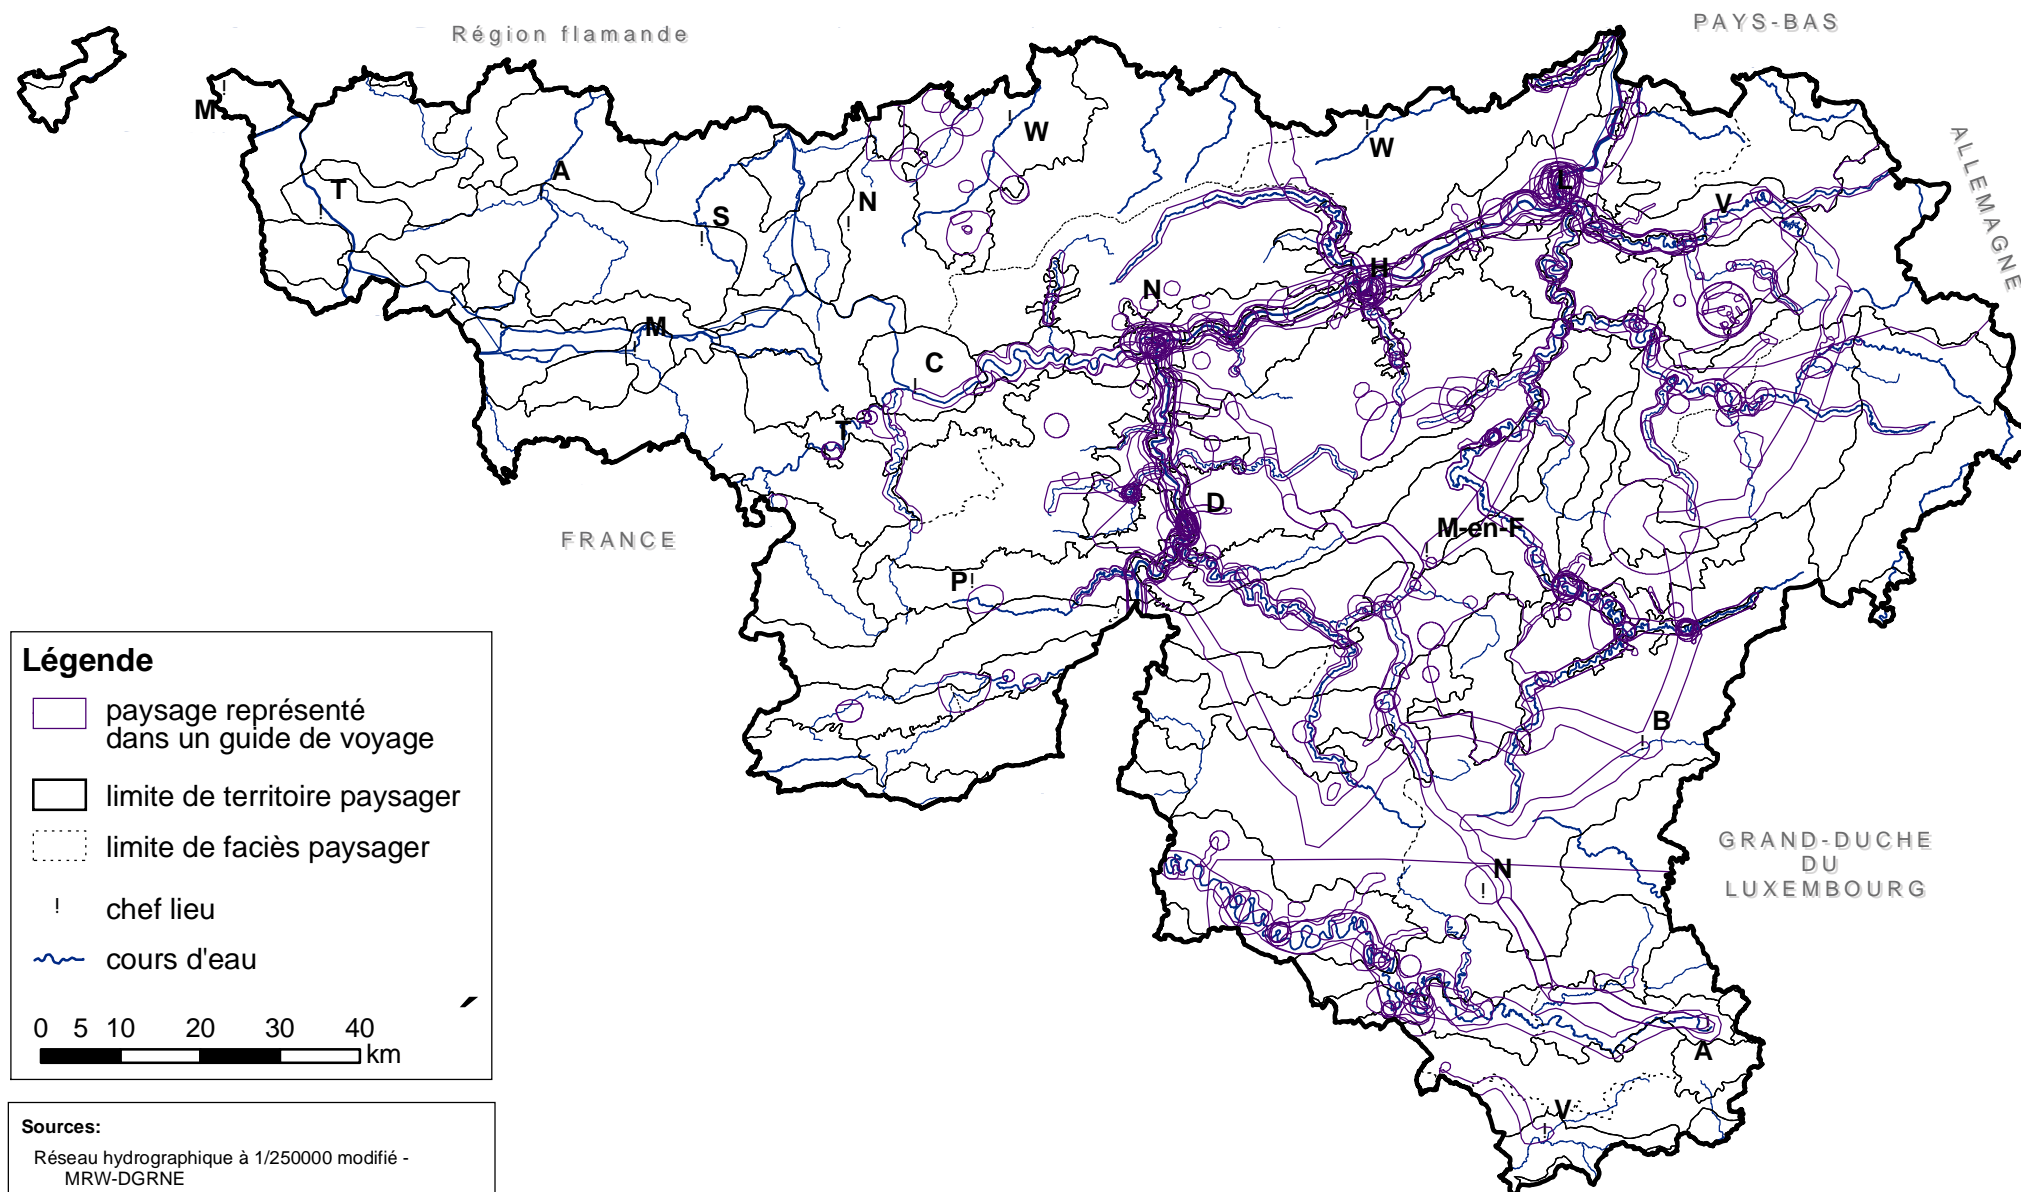 Région flamande
PAYS-BAS
ALLEMAGNE
FRANCE
GRAND-DUCHE
DU
LUXEMBOURG
M
T
A
S
N
W
W
L
V
H
N
M
C
T
D
M-en-F
P
B
N
A
V
Légende
paysage représenté
dans un guide de voyage
limite de territoire paysager
limite de faciès paysager
! chef lieu
cours d'eau
0 5 10 20 30 40
km
Sources:
Réseau hydrographique à 1/250000 modifié -
MRW-DGRNE